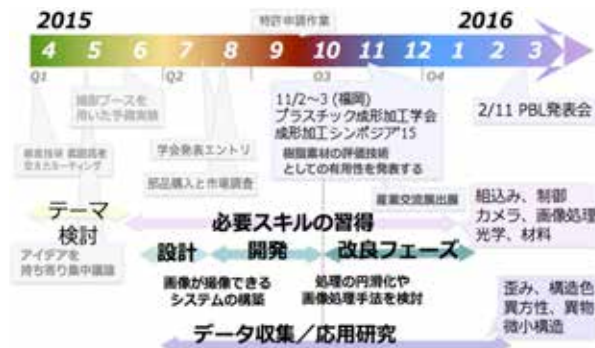 2015
2016
特許申請作業
4 5 6 7 8 9 10 11 12 1 2 3
Q1 Q2 Q3 Q4
撮影ブースを
用いた予備実験
学会発表エントリ
部品購入と市場調査
11/2〜3 (福岡)
プラスチック成形加工学会
成形加工シンポジア'15
樹脂素材の評価技術
としての有用性を発表する
2/11 PBL発表会
産業交流展出展
テーマ
検討
必要スキルの習得
組込み、制御
カメラ、画像処理
光学、材料
アイデアを
持ち寄り集中議論
設計
開発
改良フェーズ
画像が撮像できる
システムの構築
処理の円滑化や
画像処理手法を検討
歪み、構造色
異方性、異物
微小構造
データ収集／応用研究